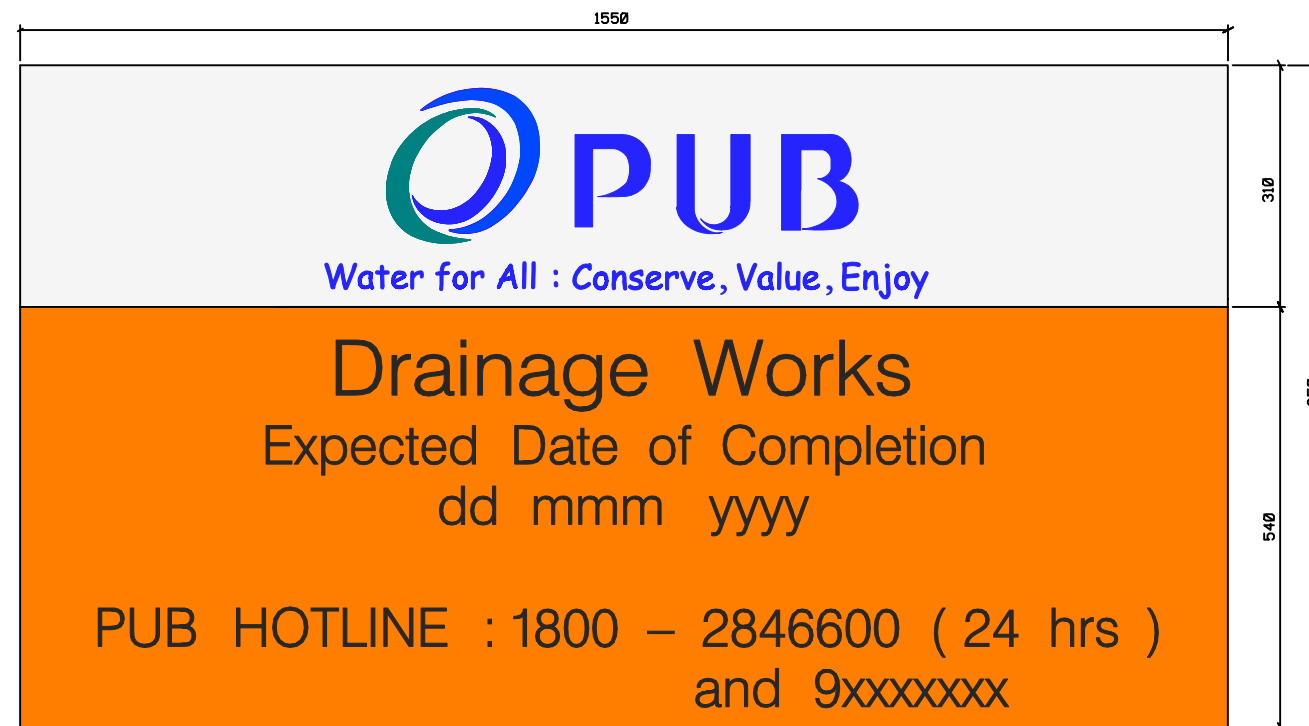 1550
PUB
310
Water for All : Conserve, Value, Enjoy
Drainage Works
Expected Date of Completion
dd mmm yyyy
540
PUB HOTLINE : 1800 – 2846600 ( 24 hrs )
and 9xxxxxxx